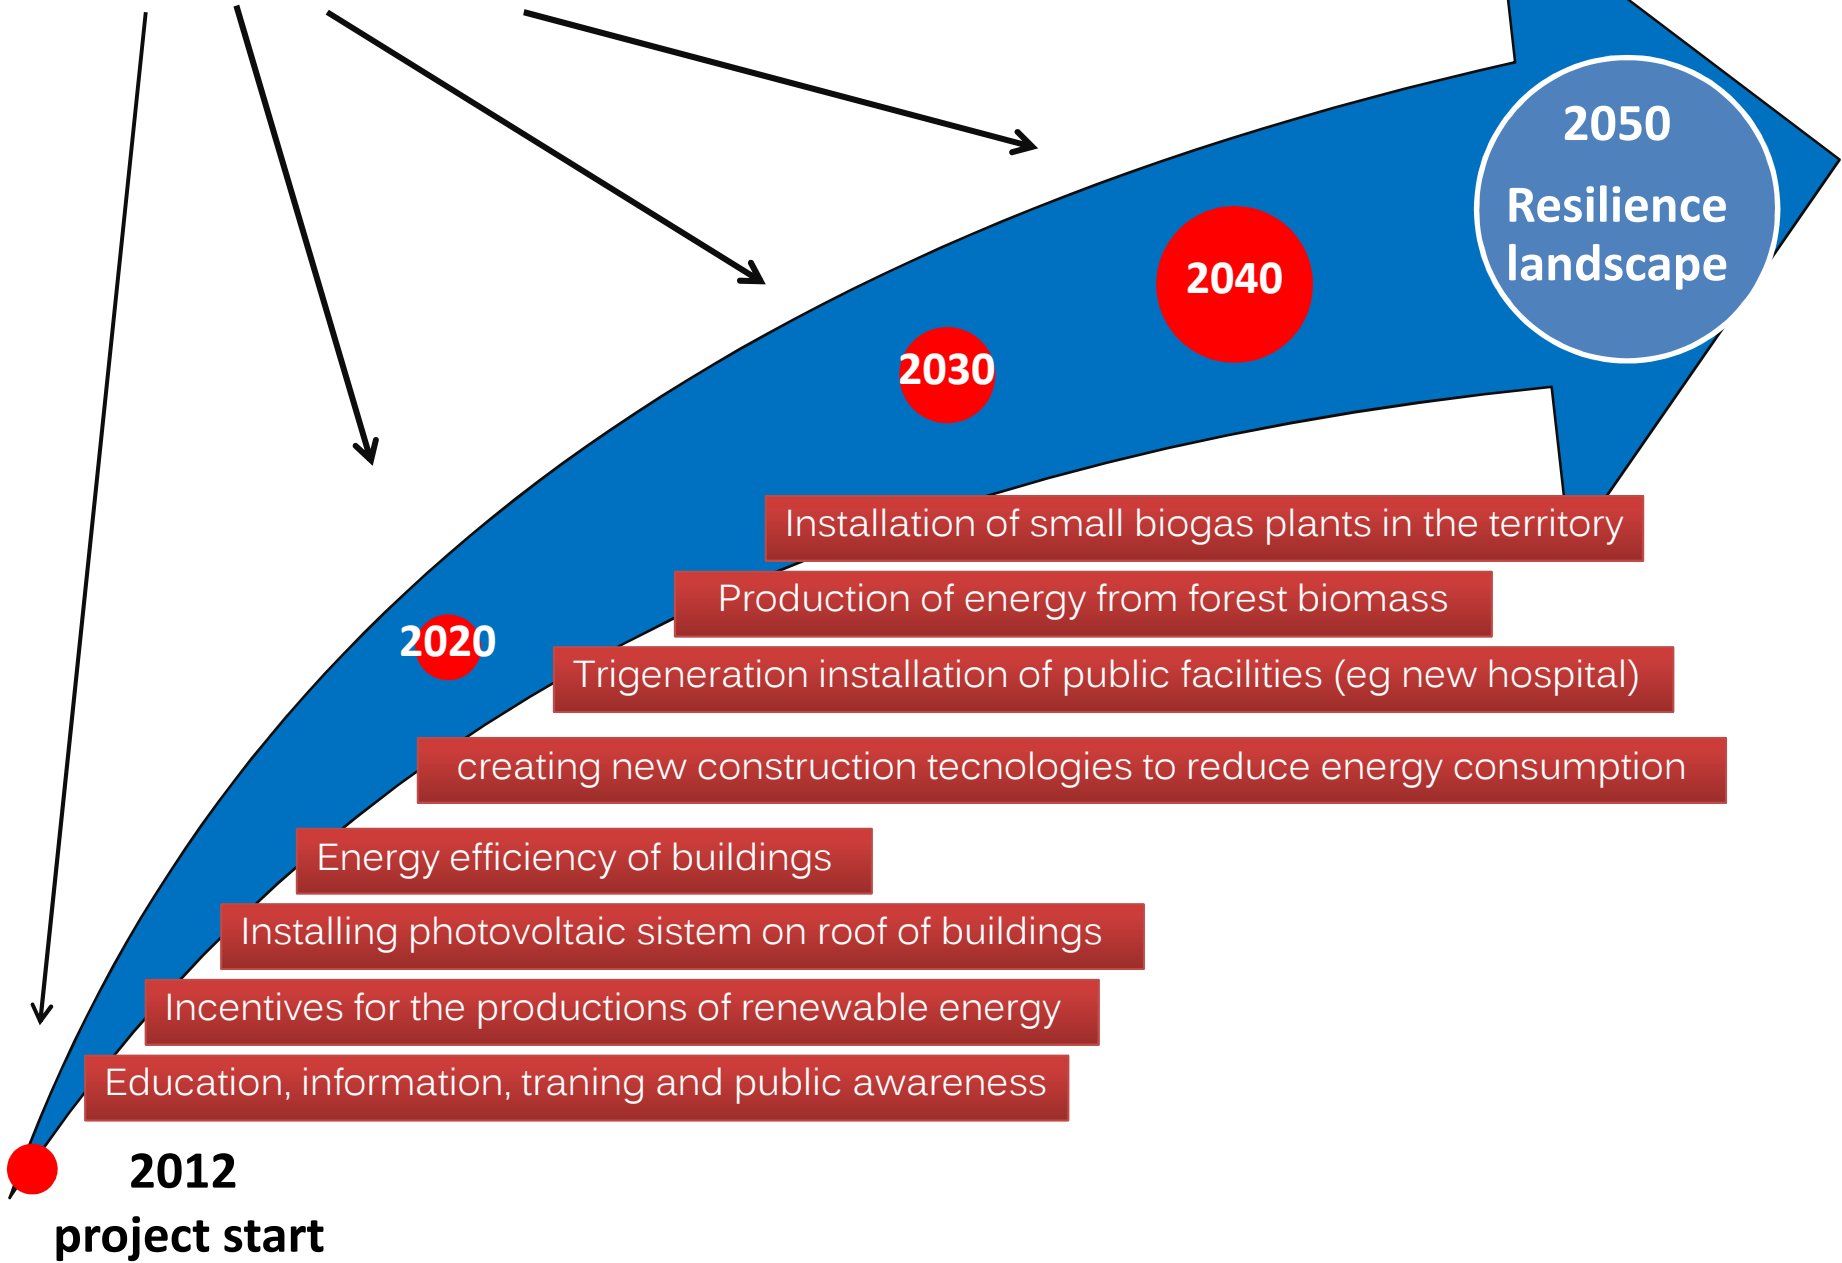 2050
Resilience
landscape
2040
2030
Installation of small biogas plants in the territory
Production of energy from forest biomass
2020
Trigeneration installation of public facilities (eg new hospital)
creating new construction tecnologies to reduce energy consumption
Energy efficiency of buildings
Installing photovoltaic sistem on roof of buildings
Incentives for the productions of renewable energy
Education, information, traning and public awareness
2012
project start